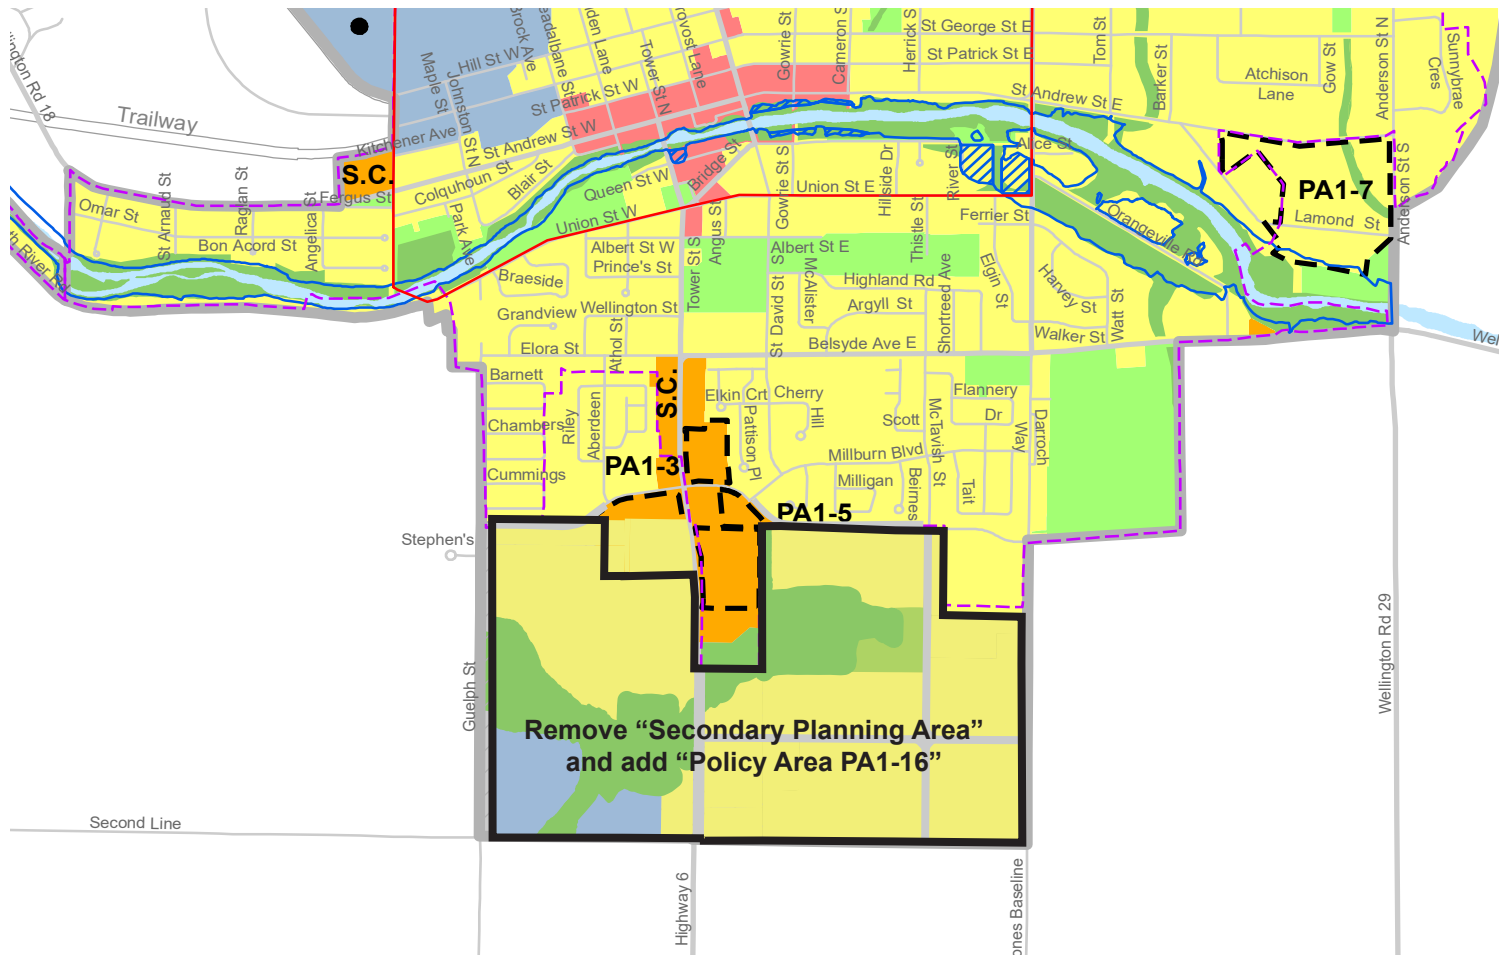 St George St E
St Patrick St E
Gowrie St
Cameron S
Herrick S
Tom St
Barker St
Atchison
Lane
Gow St
Anderson St N
Sunnybrae
Cres
Brock Ave
Provost Lane
Tower St N
Hill St W
Maple St
Johnston St N
St Patrick St W
St Andrew St E
Trailway
Kitchener Ave
St Andrew St W
Bridge St
Alice St
S.C.
Colquhoun St
Blair St
Queen St W
Gowrie St S
Union St E
Hillside Dr
River St
PA1-7
Anderson St S
Omar St
St Arnaud St
Raglan St
Angelica St
Fergus St
Park Ave
Union St W
Angus St
Thistle St
Ferrier St
Orangeville Rd
Lamond St
Bon Acord St
Albert St W
Albert St E
Prince's St
Tower St S
Braeside
Highland Rd
McAlister
Shortreed Ave
Elgin St
Harvey St
Wellington St
Grandview
Argyll St
St David St S
Watt St
Athol St
Elora St
Belsyde Ave E
Walker St
Barnett
S.C.
Elkin Crt
Cherry
Hill
Flannery
Dr
Way
Darroch
Scott
McTavish St
Chambers
Riley
Aberdeen
Pattison Pl
Millburn Blvd
PA1-3
Cummings
Milligan
Beirnes
Tait
PA1-5
Stephen's
Guelph St
Wellington Rd 29
Remove “Secondary Planning Area”
and add “Policy Area PA1-16”
Second Line
Highway 6
ones Baseline